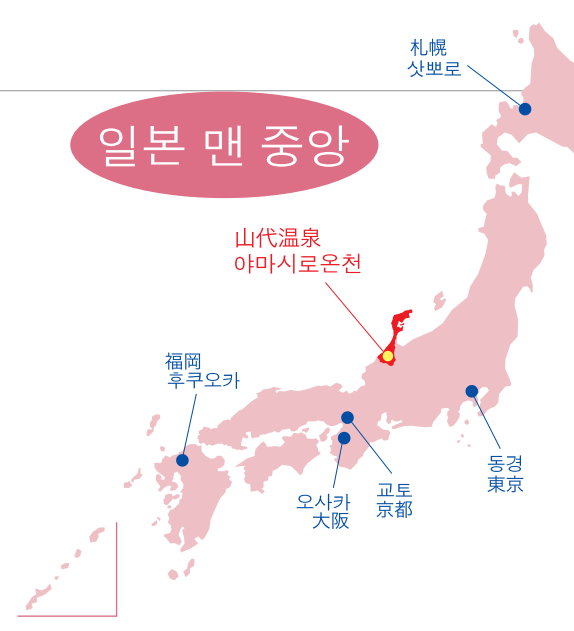 札幌
삿뽀로
일본 맨 중앙
山代温泉
야마시로온천
福岡
후쿠오카
동경
東京
오사카
大阪
교토
京都